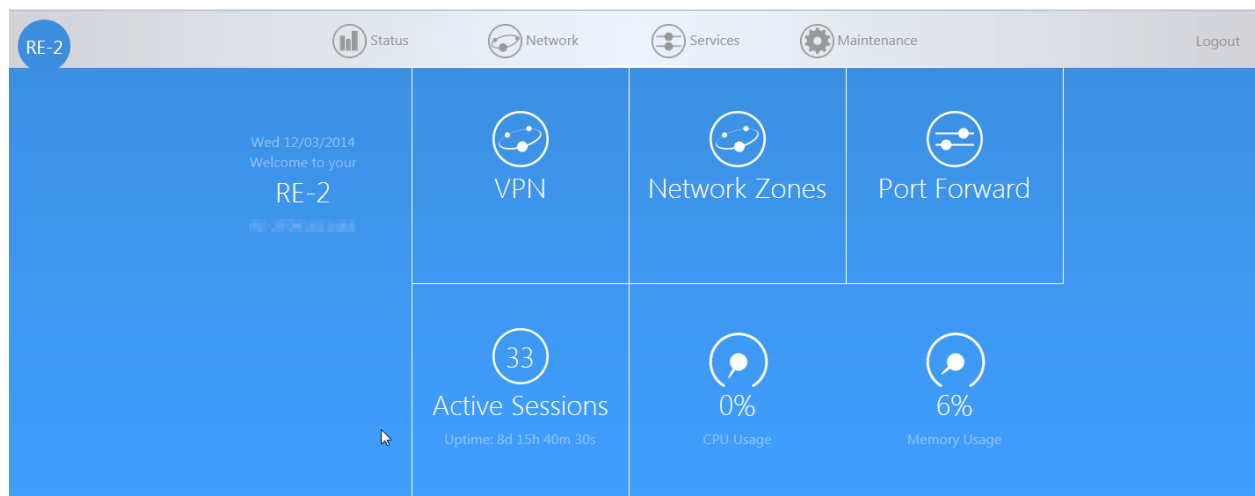 RE-2
Status
Network
Services
Maintenance
Logout
Wed 12/03/2014
Welcome to your
RE-2
VPN
Network Zones
Port Forward
33
Active Sessions
Uptime: 8d 15h 40m 30s
0%
CPU Usage
6%
Memory Usage